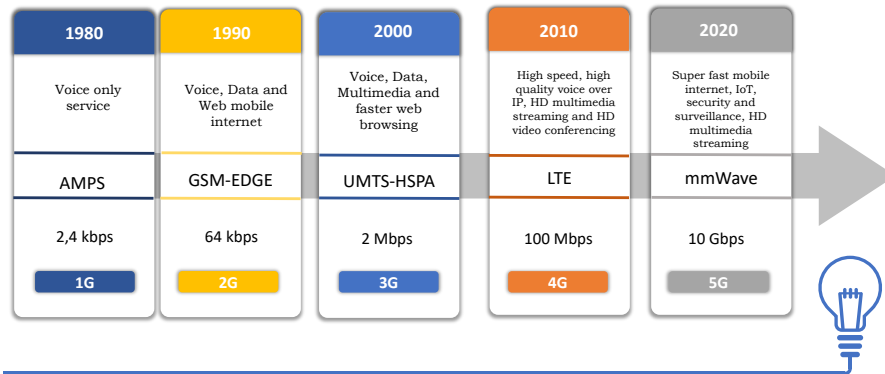 1980
Voice only
service
AMPS
2,4 kbps
1G
1990
Voice, Data and
Web mobile
internet
GSM-EDGE
64 kbps
2G
2000
Voice, Data,
Multimedia and
faster web
browsing
UMTS-HSPA
2 Mbps
3G
2010
High speed, high
quality voice over
IP, HD multimedia
streaming and HD
video conferencing
LTE
100 Mbps
4G
2020
Super fast mobile
internet, IoT,
security and
surveillance, HD
multimedia
streaming
mmWave
10 Gbps
5G